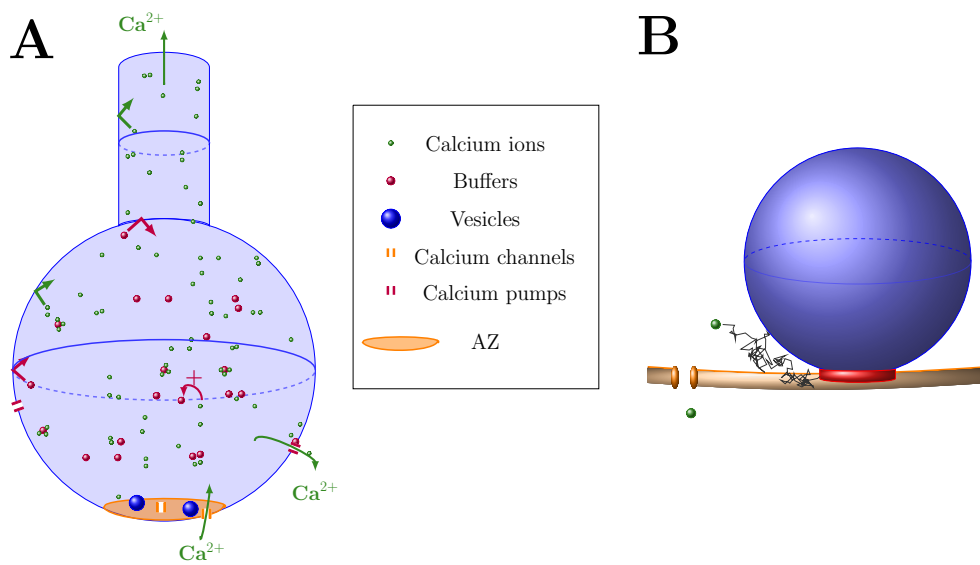 A
B
Ca²⁺
Calcium ions
Buffers
Vesicles
Calcium channels
Calcium pumps
AZ
Ca²⁺
Ca²⁺